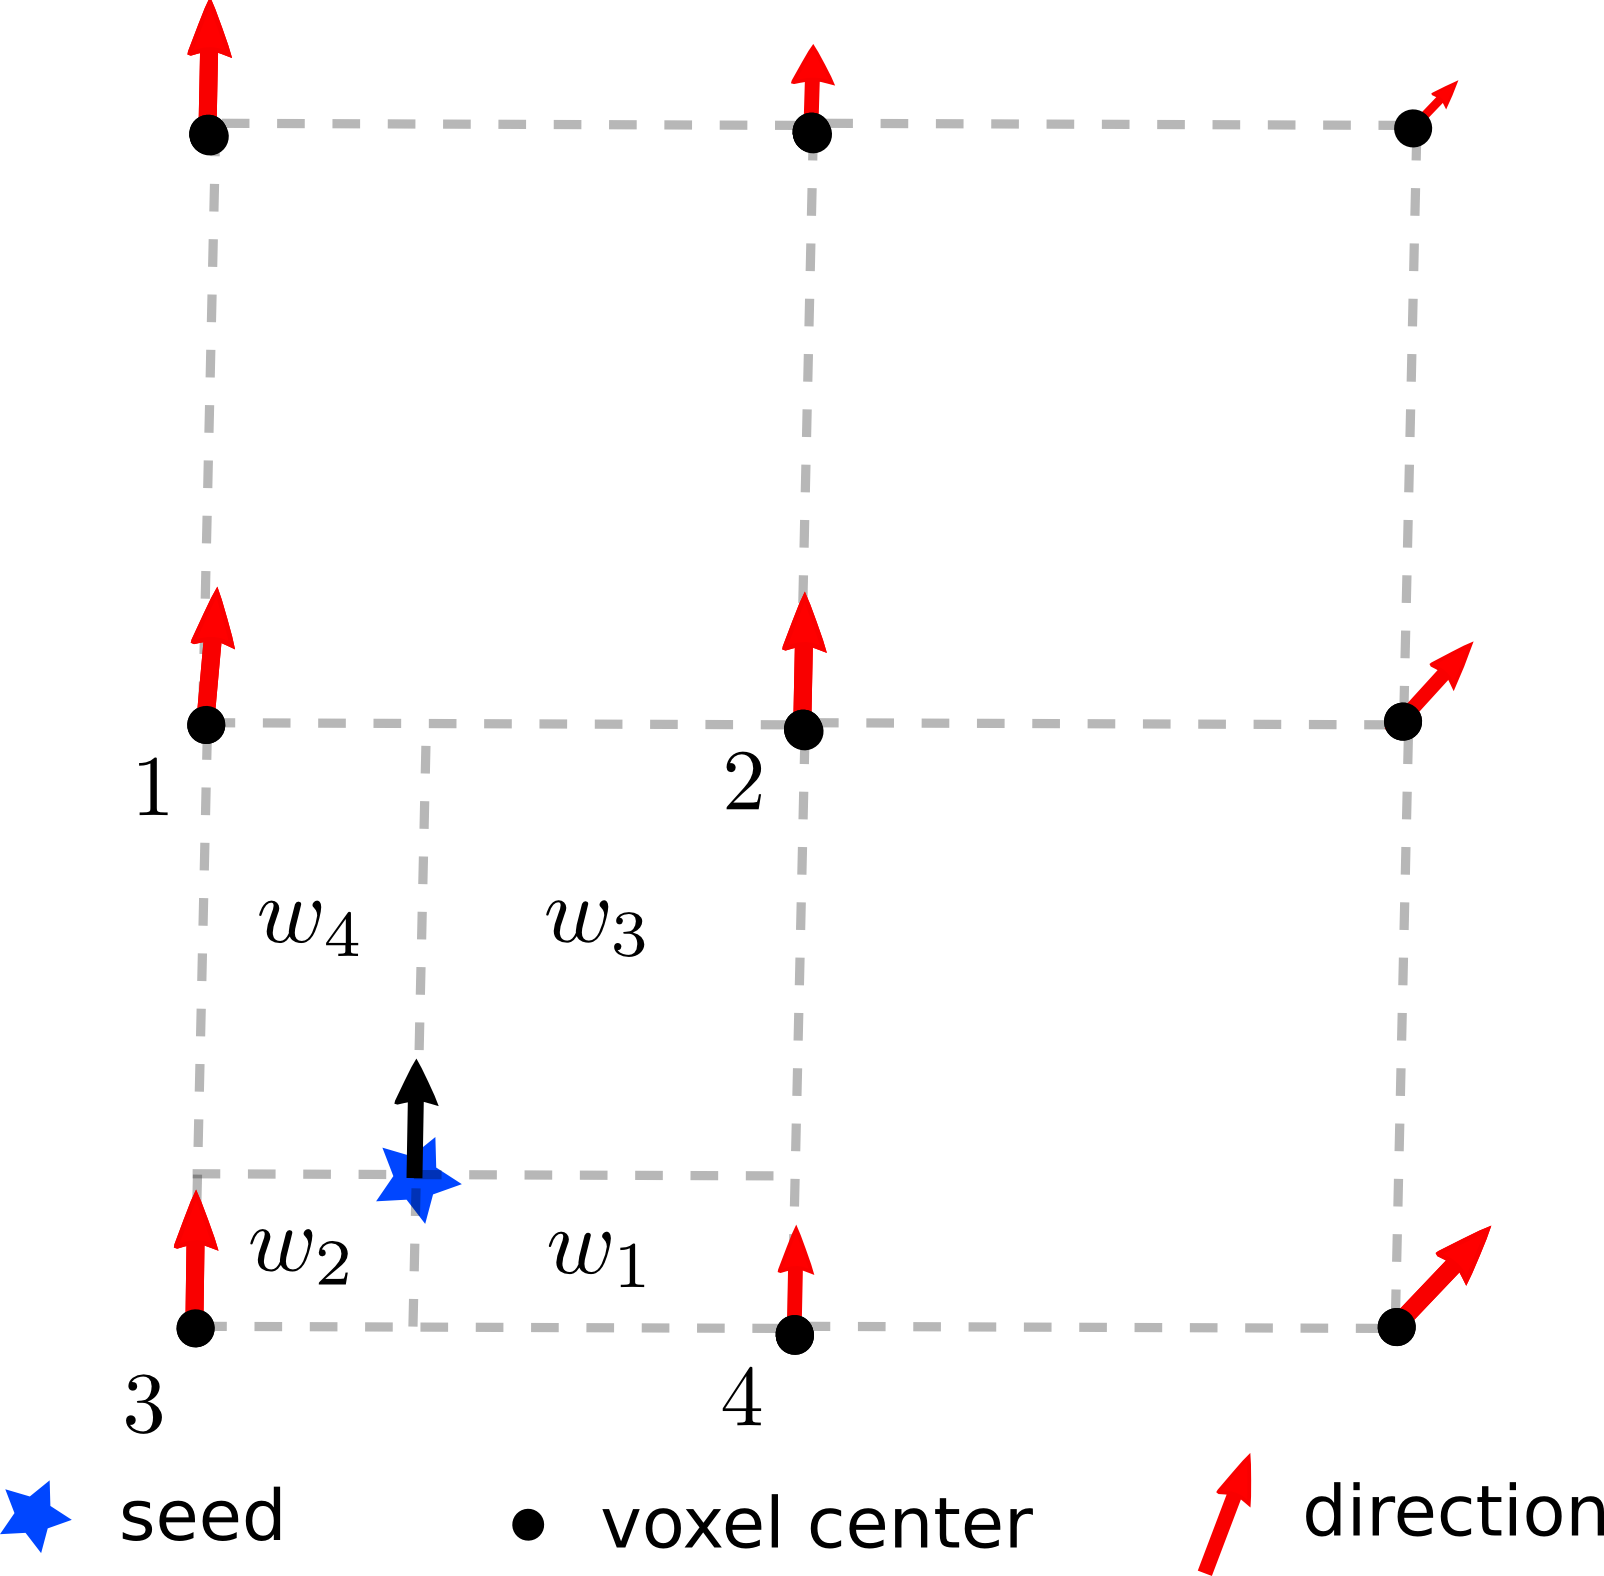 1
2
w4
w3
w2
w1
3
4
seed
voxel center
direction